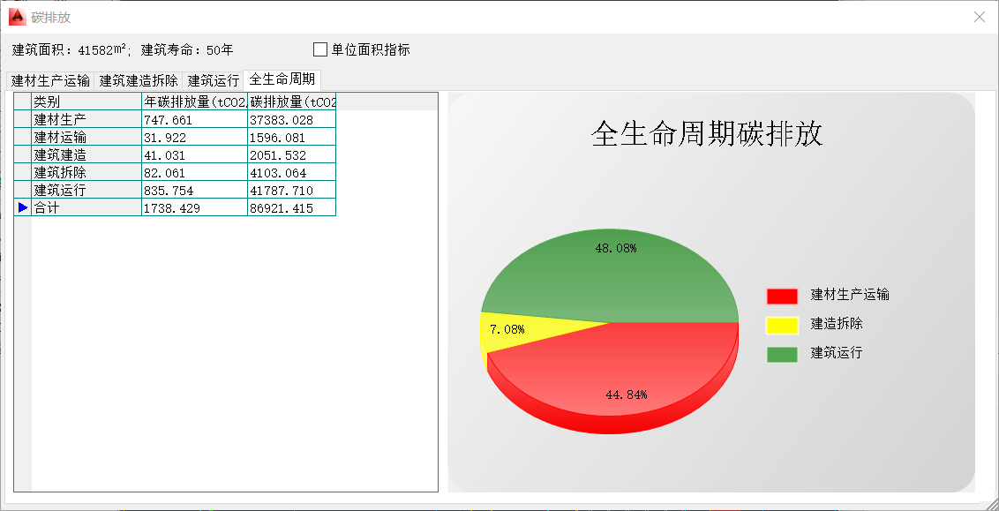 碳排放
建筑面积：41582m²；建筑寿命：50年 单位面积指标
建材生产运输 建筑建造拆除 建筑运行 全生命周期
类别 年碳排放量(tCO2, 碳排放量(tCO2
建材生产 747.661 37383.028
建材运输 31.922 1596.081
建筑建造 41.031 2051.532
建筑拆除 82.061 4103.064
建筑运行 835.754 41787.710
合计 1738.429 86921.415
全生命周期碳排放
48.08%
7.08%
44.84%
建材生产运输
建造拆除
建筑运行